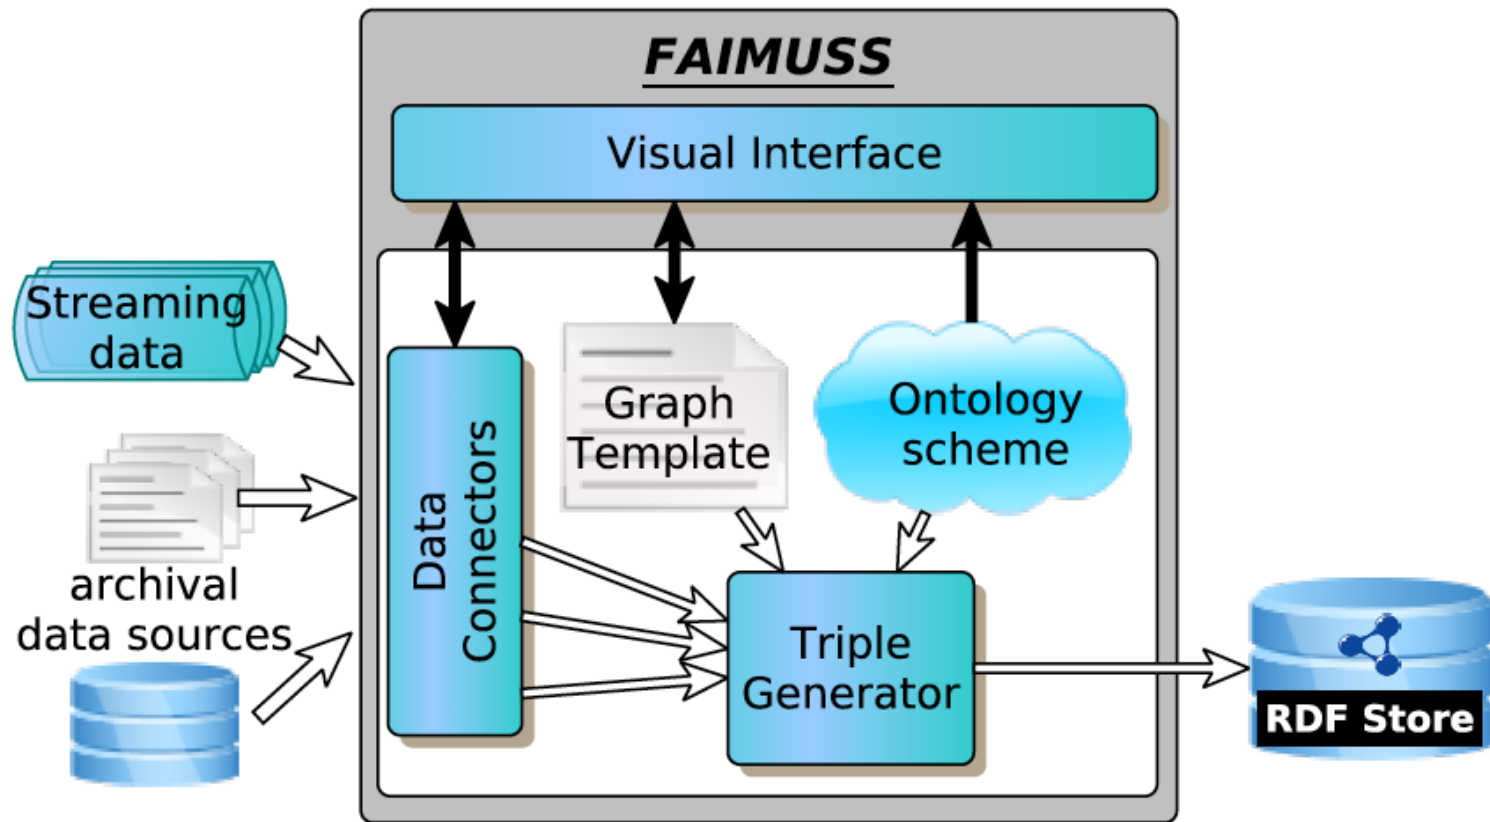 FAIMUSS
Visual Interface
Streaming
data
archival
data sources
Data
Connectors
Graph
Template
Ontology
scheme
Triple
Generator
RDF Store